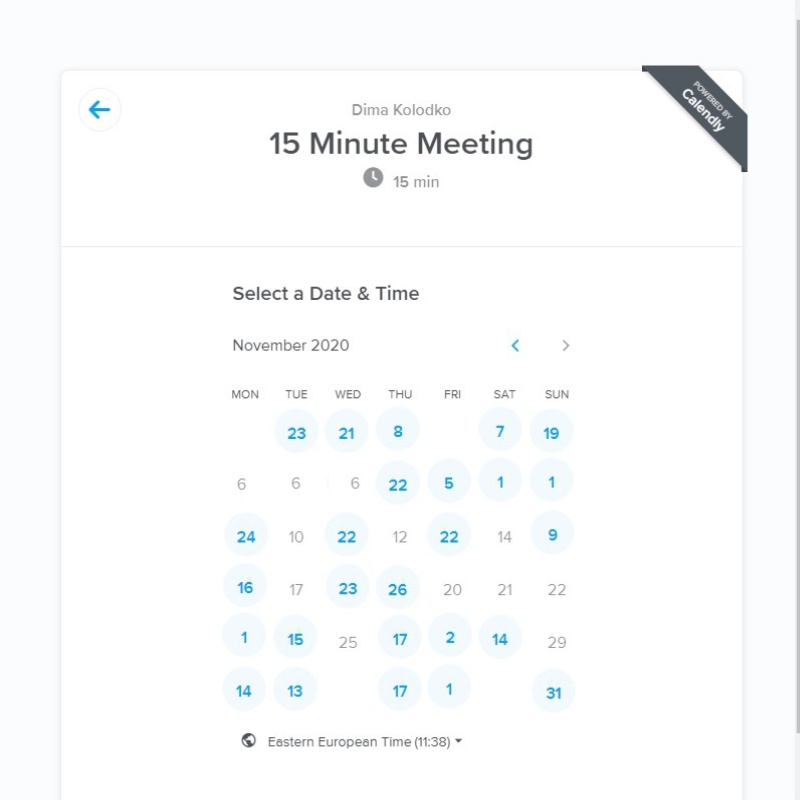 POWERED BY
Calendly
Dima Kolodko
15 Minute Meeting
15 min
Select a Date & Time
November 2020
MON TUE WED THU FRI SAT SUN
23 21 8 7 19
6 6 6 22 5 1 1
24 10 22 12 22 14 9
16 17 23 26 20 21 22
1 15 25 17 2 14 29
14 13 17 1 31
Eastern European Time (11:38)